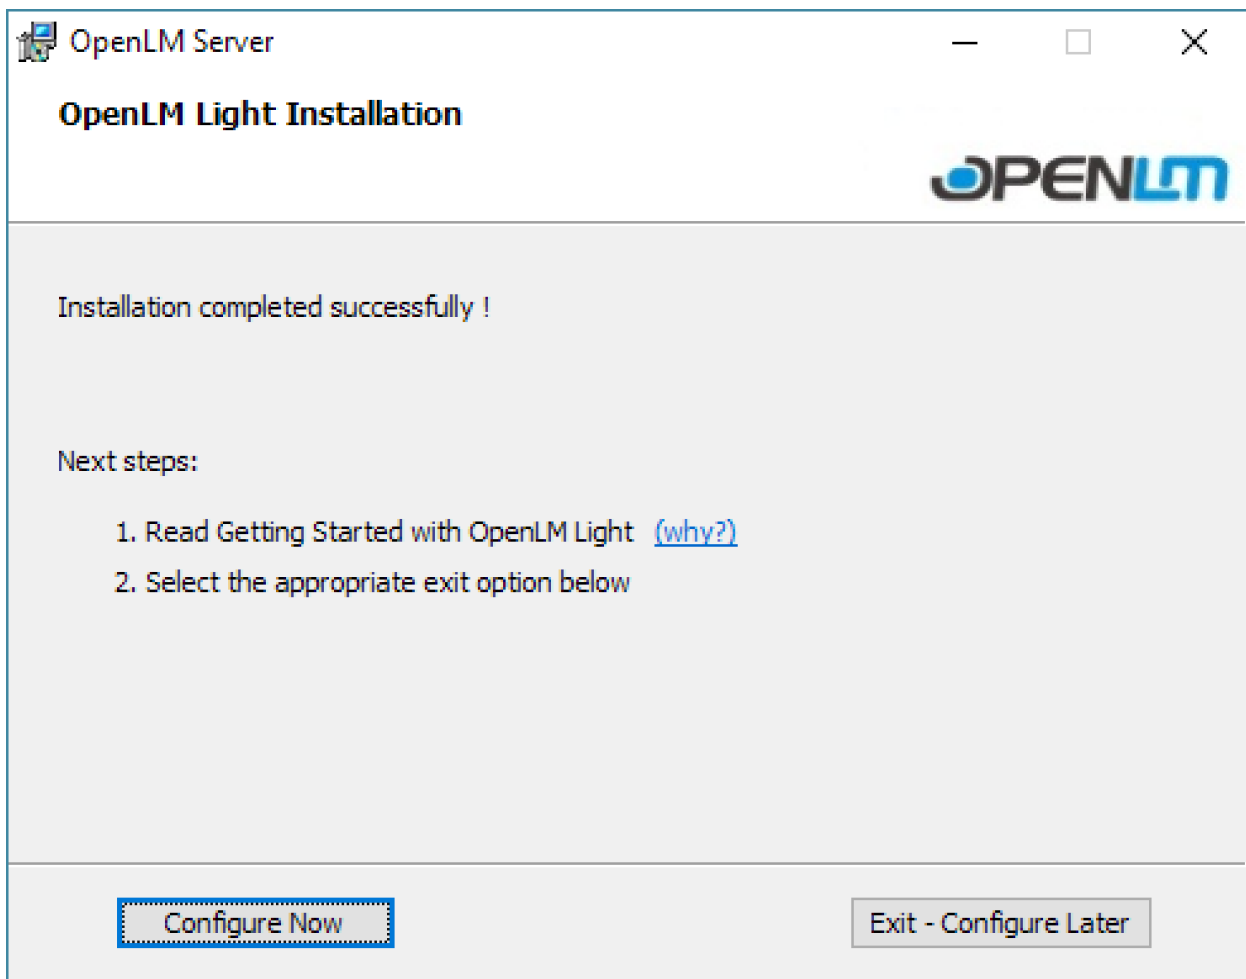 OpenLM Server
OpenLM Light Installation
OPENLM
Installation completed successfully !
Next steps:
1. Read Getting Started with OpenLM Light (why?)
2. Select the appropriate exit option below
Configure Now
Exit - Configure Later